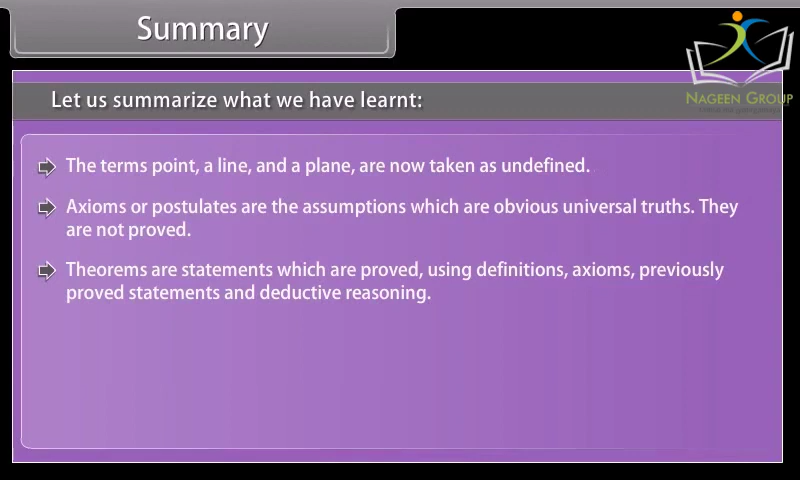 Summary
NAGEEN GROUP
Let us summarize what we have learnt:
The terms point, a line, and a plane, are now taken as undefined.
Axioms or postulates are the assumptions which are obvious universal truths. They
are not proved.
Theorems are statements which are proved, using definitions, axioms, previously
proved statements and deductive reasoning.